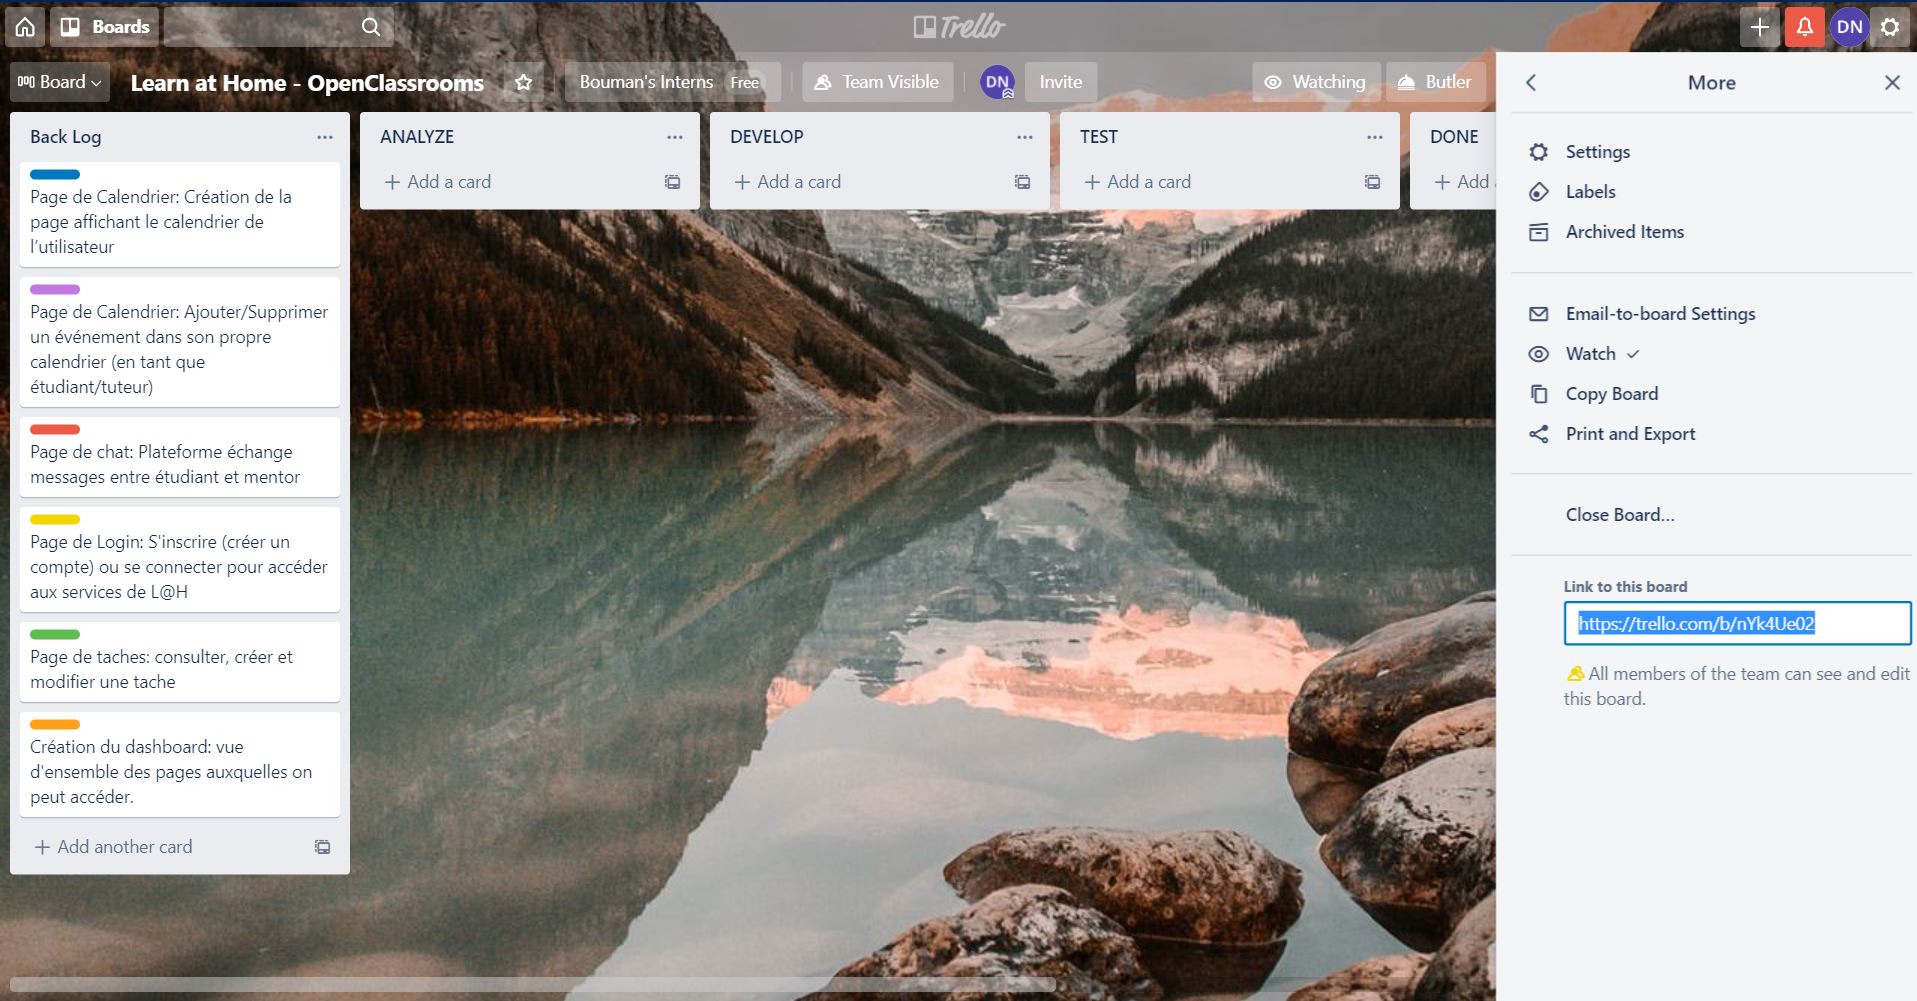 Boards
Trello
DN
Board
Learn at Home - OpenClassrooms
Bouman's Interns Free
Team Visible
DN
Invite
Watching
Butler
Back Log
Page de Calendrier: Création de la
page affichant le calendrier de
l’utilisateur
Page de Calendrier: Ajouter/Supprimer
un événement dans son propre
calendrier (en tant que
étudiant/tuteur)
Page de chat: Plateforme échange
messages entre étudiant et mentor
Page de Login: S'inscrire (créer un
compte) ou se connecter pour accéder
aux services de L@H
Page de taches: consulter, créer et
modifier une tache
Création du dashboard: vue
d'ensemble des pages auxquelles on
peut accéder.
Add another card
ANALYZE
Add a card
DEVELOP
Add a card
TEST
Add a card
DONE
Add
More
Settings
Labels
Archived Items
Email-to-board Settings
Watch
Copy Board
Print and Export
Close Board...
Link to this board
https://trello.com/b/nYk4Ue02
All members of the team can see and edit
this board.